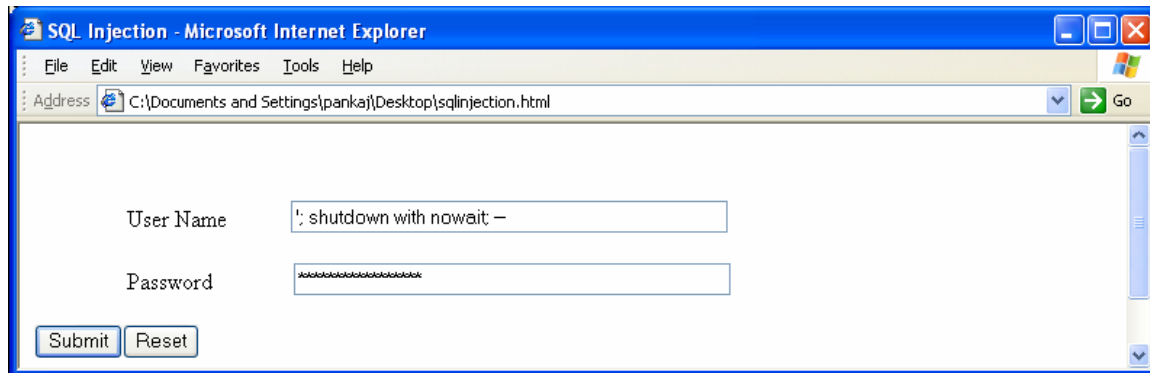 SQL Injection - Microsoft Internet Explorer
File Edit View Favorites Tools Help
Address C:\Documents and Settings\pankaj\Desktop\sqlinjection.html Go
User Name '; shutdown with nowait; --
Password ******************
Submit Reset